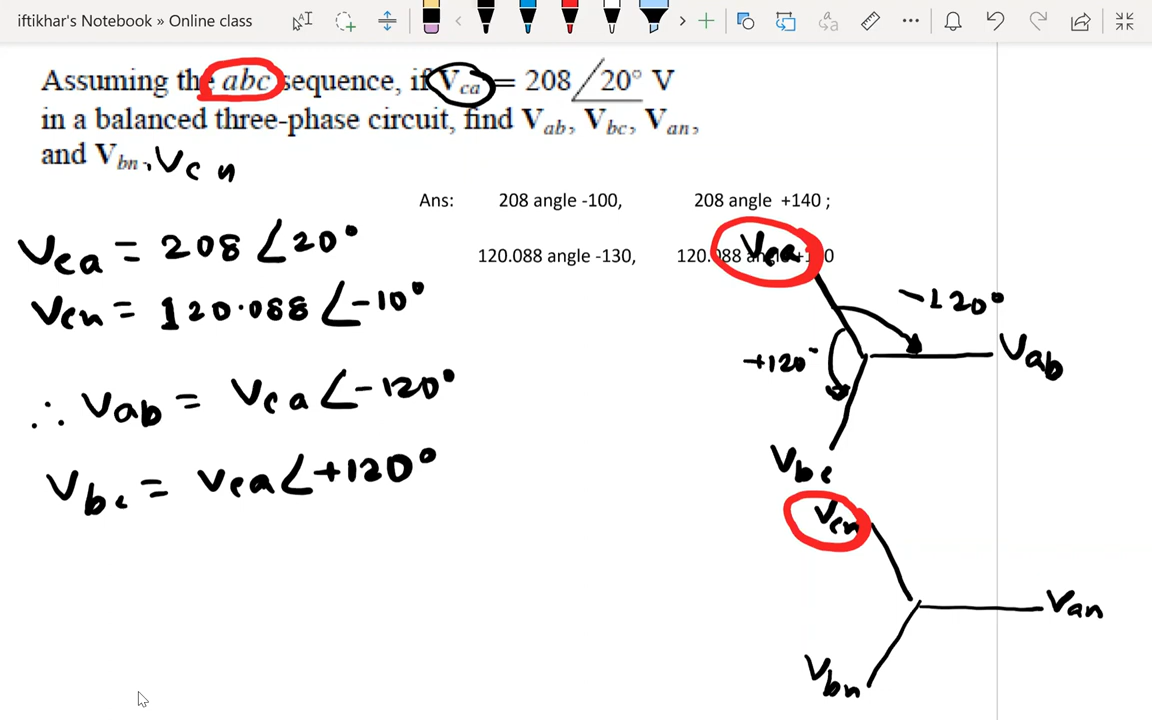 iftikhar's Notebook » Online class
Assuming the abc sequence, if Vca = 208 ∠20° V
in a balanced three-phase circuit, find Vab, Vbc, Van,
and Vbn, Vcn
Ans: 208 angle -100, 208 angle +140 ;
120.088 angle -130,
Vca = 208 ∠20°
Vcn = 120.088 ∠-10°
∴ Vab = Vca ∠-120°
Vbc = Vca ∠+120°
Vca
-120°
+120°
Vab
Vbc
Vcn
Van
Vbn